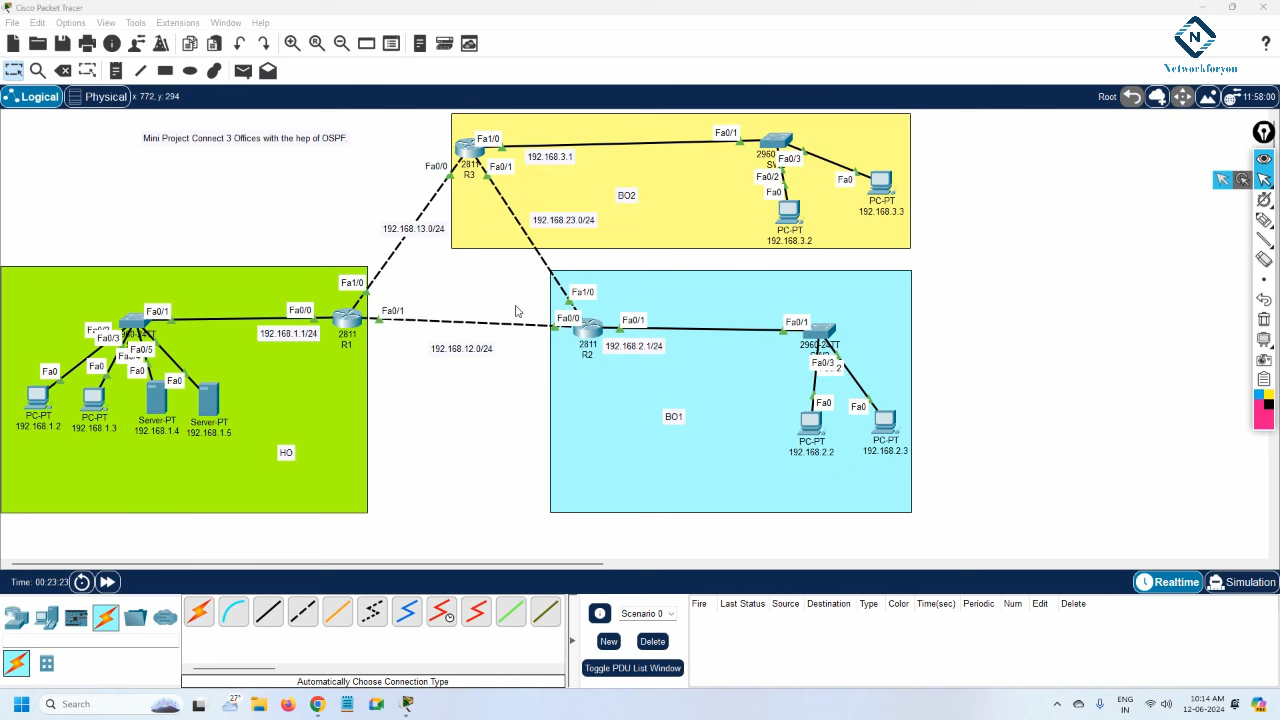 Cisco Packet Tracer
File Edit Options View Tools Extensions Window Help
N
Networkforyon
?
Logical Physical x: 772, y: 294
Root 11:58:00
Mini Project Connect 3 Offices with the hep of OSPF.
Fa1/0
Fa0/0
2811
R3
Fa0/1
192.168.3.1
Fa0/1
2960
Fa0/3
Fa0/2
Fa0
Fa0
PC-PT
192.168.3.3
PC-PT
192.168.3.2
BO2
192.168.13.0/24
192.168.23.0/24
Fa1/0
Fa0/0
Fa0/1
2811
R1
192.168.1.1/24
Fa0/1
Fa0/3
Fa0/5
Fa0
Fa0
Fa0
Fa0
PC-PT
192.168.1.2
PC-PT
192.168.1.3
Server-PT
192.168.1.4
Server-PT
192.168.1.5
HO
192.168.12.0/24
Fa1/0
Fa0/0
2811
R2
Fa0/1
192.168.2.1/24
Fa0/1
Fa0/3
Fa0
Fa0
PC-PT
192.168.2.2
PC-PT
192.168.2.3
BO1
Time: 00:23:23
Realtime Simulation
Scenario 0
New Delete
Toggle PDU List Window
Fire Last Status Source Destination Type Color Time(sec) Periodic Num Edit Delete
Automatically Choose Connection Type
Search
27°
ENG
IN
10:14 AM
12-06-2024